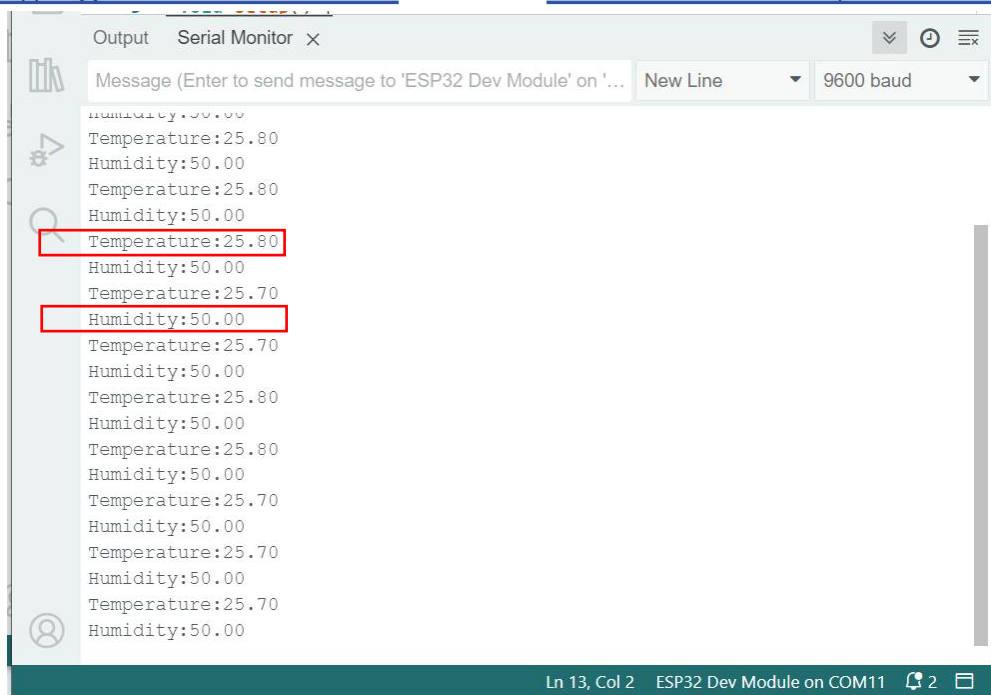 Output Serial Monitor ×
Message (Enter to send message to 'ESP32 Dev Module' on '... New Line 9600 baud
Humidity:50.00
Temperature:25.80
Humidity:50.00
Temperature:25.80
Humidity:50.00
Temperature:25.80
Humidity:50.00
Temperature:25.70
Humidity:50.00
Temperature:25.70
Humidity:50.00
Temperature:25.80
Humidity:50.00
Temperature:25.80
Humidity:50.00
Temperature:25.70
Humidity:50.00
Temperature:25.70
Humidity:50.00
Temperature:25.70
Humidity:50.00
Ln 13, Col 2 ESP32 Dev Module on COM11 2